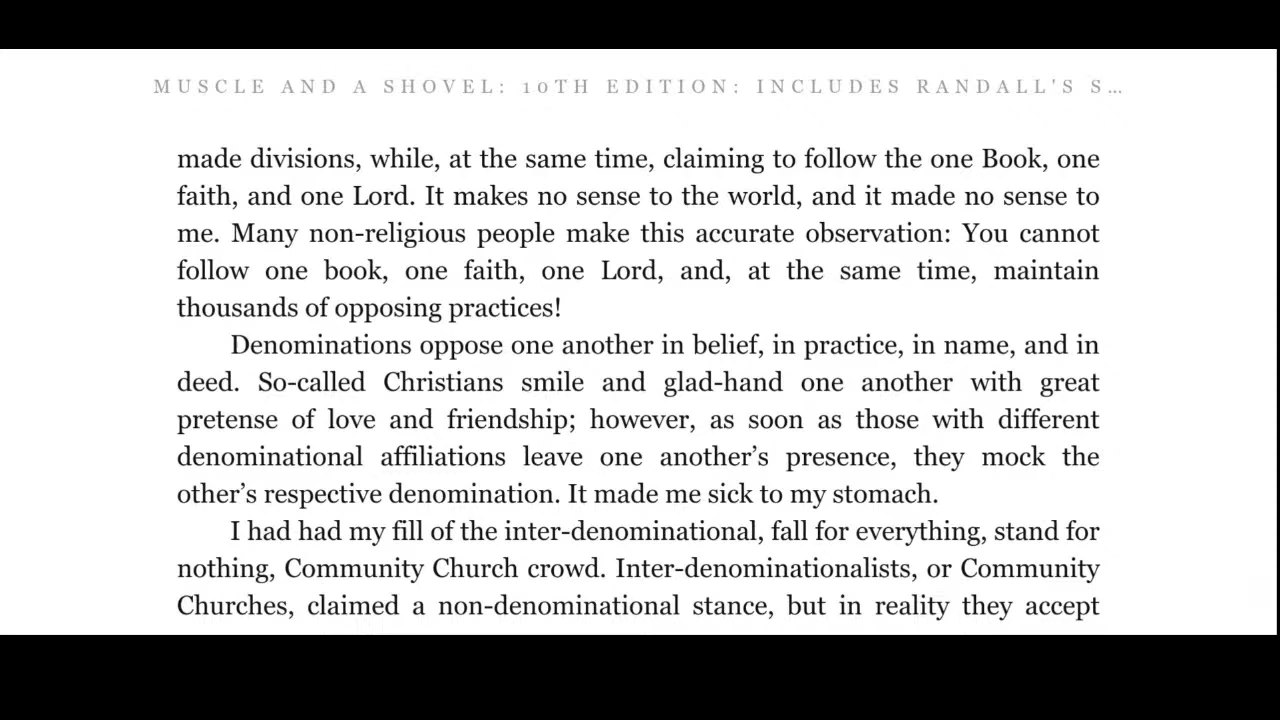 MUSCLE AND A SHOVEL: 10TH EDITION: INCLUDES RANDALL'S S…
made divisions, while, at the same time, claiming to follow the one Book, one
faith, and one Lord. It makes no sense to the world, and it made no sense to
me. Many non-religious people make this accurate observation: You cannot
follow one book, one faith, one Lord, and, at the same time, maintain
thousands of opposing practices!
Denominations oppose one another in belief, in practice, in name, and in
deed. So-called Christians smile and glad-hand one another with great
pretense of love and friendship; however, as soon as those with different
denominational affiliations leave one another’s presence, they mock the
other’s respective denomination. It made me sick to my stomach.
I had had my fill of the inter-denominational, fall for everything, stand for
nothing, Community Church crowd. Inter-denominationalists, or Community
Churches, claimed a non-denominational stance, but in reality they accept